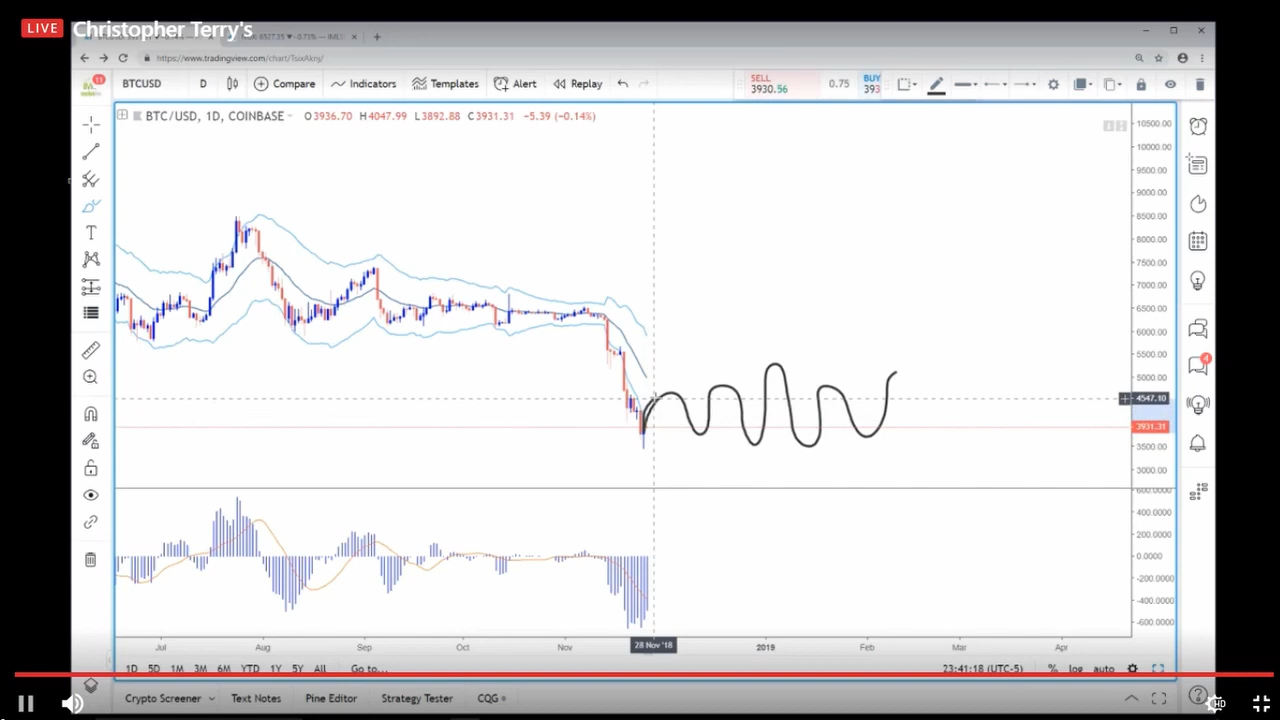 LIVE Christopher Terry's
https://www.tradingview.com/chart/TsixAknj/
11
BTCUSD D Compare Indicators Templates Alert Replay
SELL 3930.56 0.75 BUY 393
BTC/USD, 1D, COINBASE O3936.70 H4047.99 L3892.88 C3931.31 −5.39 (−0.14%)
10500.00
10000.00
9500.00
9000.00
8500.00
8000.00
7500.00
7000.00
6500.00
6000.00
5500.00
5000.00
4547.10
3931.31
3500.00
3000.00
600.0000
400.0000
200.0000
0.0000
-200.0000
-400.0000
-600.0000
4
Jul Aug Sep Oct Nov 28 Nov '18 2019 Feb Mar Apr
1D 5D 1M 3M 6M YTD 1Y 5Y All Go to... 23:41:18 (UTC-5) % log auto
Crypto Screener Text Notes Pine Editor Strategy Tester CQG
HD